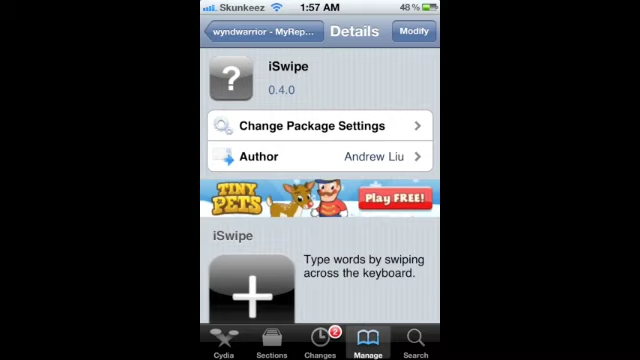 Skunkeez 1:57 AM 48 %
wyndwarrior - MyRep... Details Modify
iSwipe
0.4.0
Change Package Settings
Author Andrew Liu
TINY PETS Play FREE!
iSwipe
Type words by swiping
across the keyboard.
2
Cydia Sections Changes Manage Search